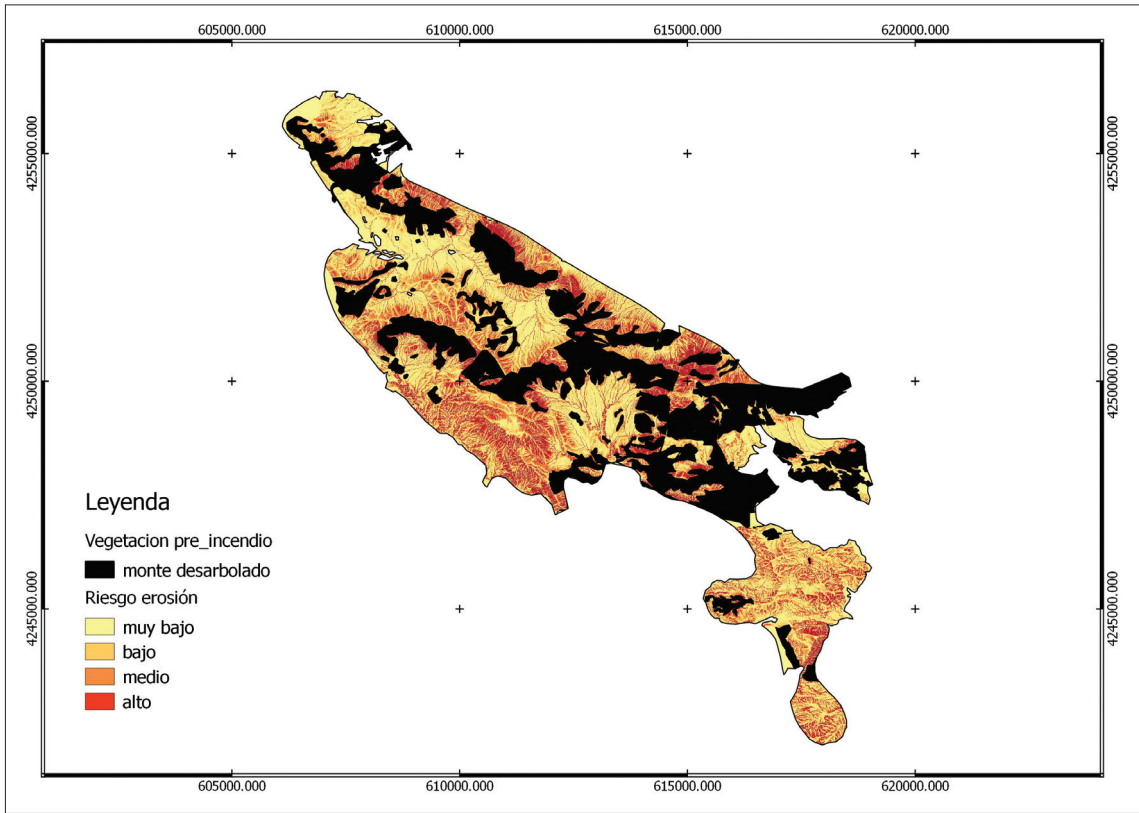 605000.000 610000.000 615000.000 620000.000
4255000.000 4255000.000
4250000.000 4250000.000
Leyenda
Vegetacion pre_incendio
monte desarbolado
Riesgo erosión
muy bajo
bajo
medio
alto
4245000.000 4245000.000
605000.000 610000.000 615000.000 620000.000